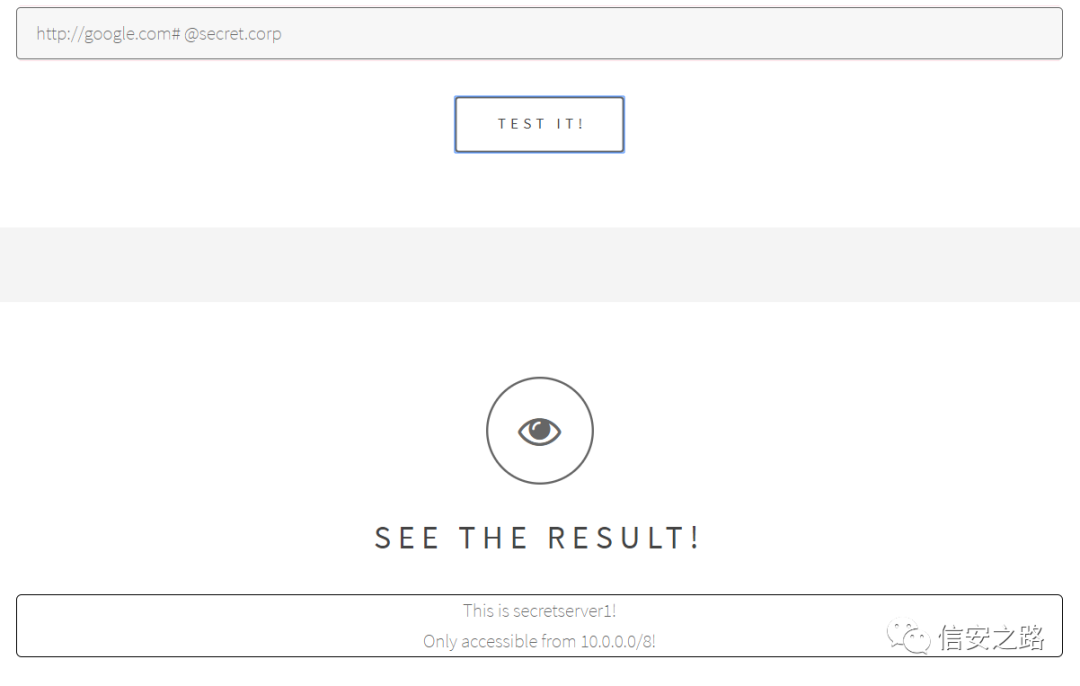 http://google.com# @secret.corp
TEST IT!
SEE THE RESULT!
This is secretserver1!
Only accessible from 10.0.0.0/8!
信安之路